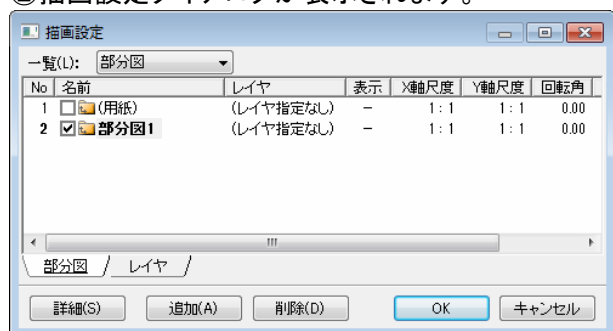 描画設定ダイアログが表示されます。
描画設定
一覧(L): 部分図
No 名前 レイヤ 表示 X軸尺度 Y軸尺度 回転角
1 (用紙) (レイヤ指定なし) － 1 : 1 1 : 1 0.00
2 部分図1 (レイヤ指定なし) － 1 : 1 1 : 1 0.00
部分図 レイヤ
詳細(S) 追加(A) 削除(D) OK キャンセル